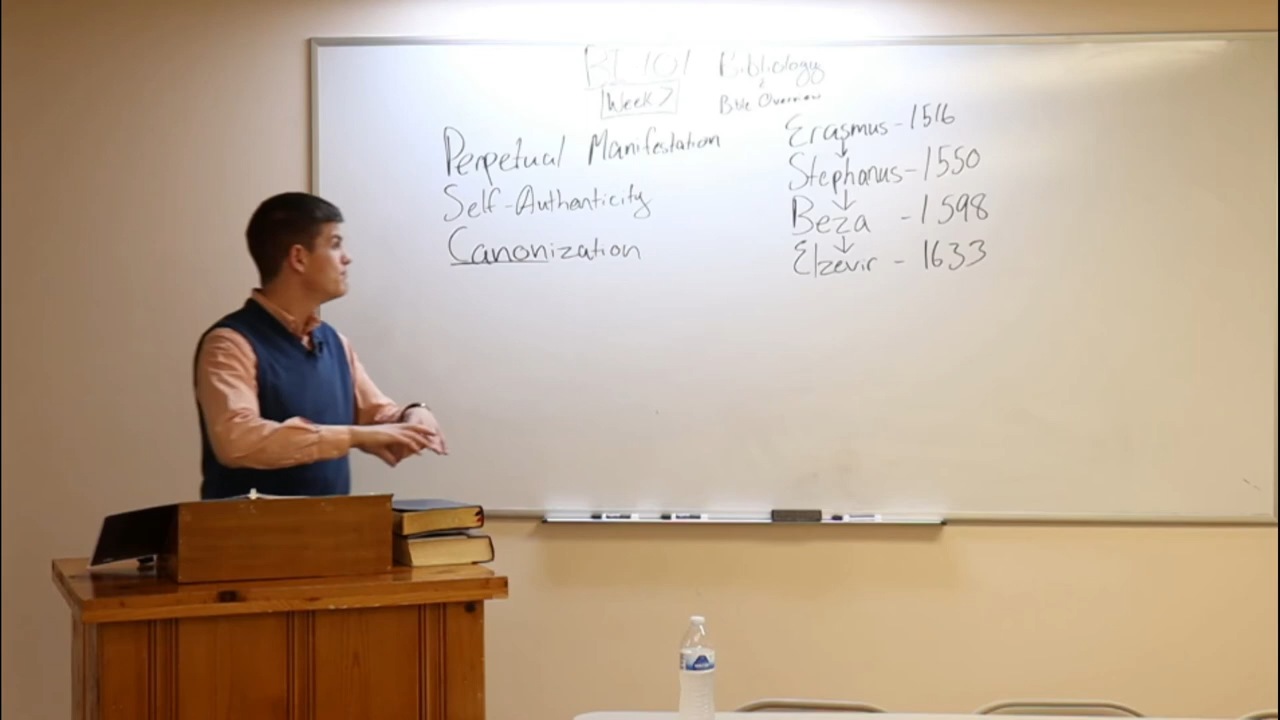 BI-101 Bibliology
Week 7
& Bible Overview
Perpetual Manifestation
Self-Authenticity
Canonization
Erasmus - 1516
↓
Stephanus - 1550
↓
Beza - 1598
↓
Elzevir - 1633